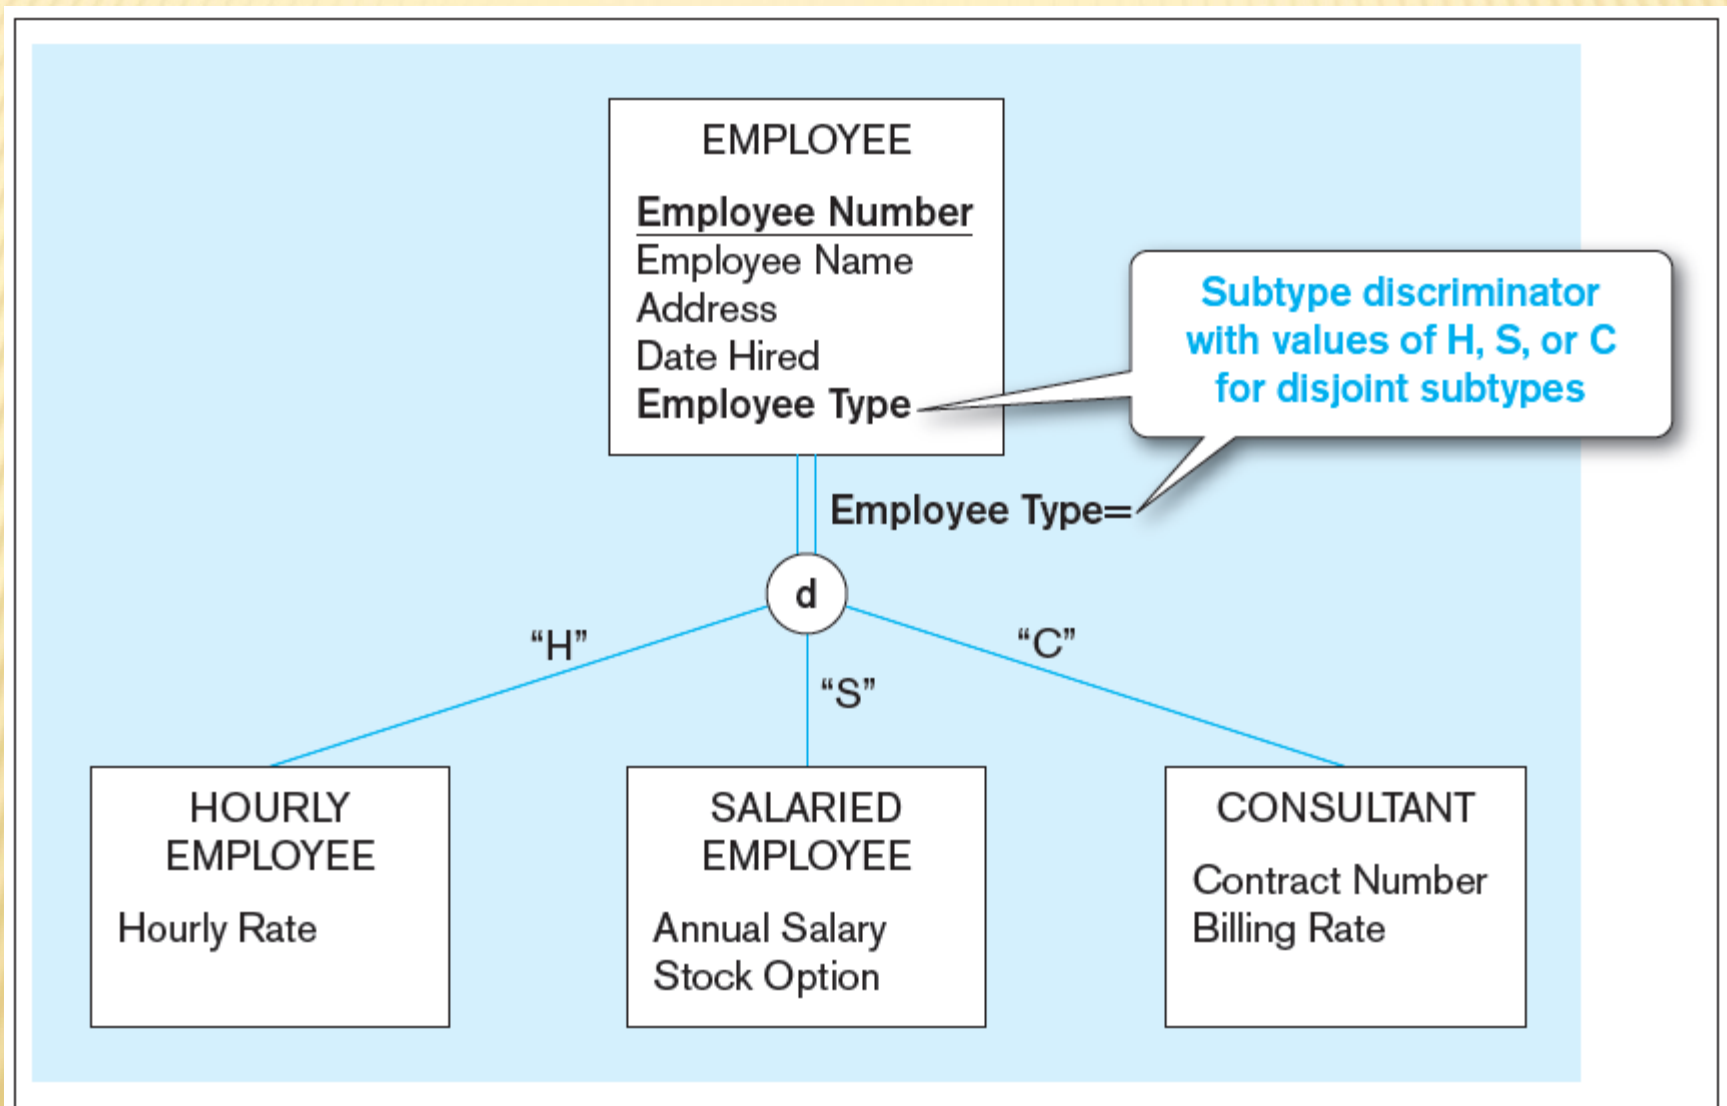 EMPLOYEE
Employee Number
Employee Name
Address
Date Hired
Employee Type
Subtype discriminator
with values of H, S, or C
for disjoint subtypes
Employee Type=
d
“H”
“S”
“C”
HOURLY
EMPLOYEE
Hourly Rate
SALARIED
EMPLOYEE
Annual Salary
Stock Option
CONSULTANT
Contract Number
Billing Rate